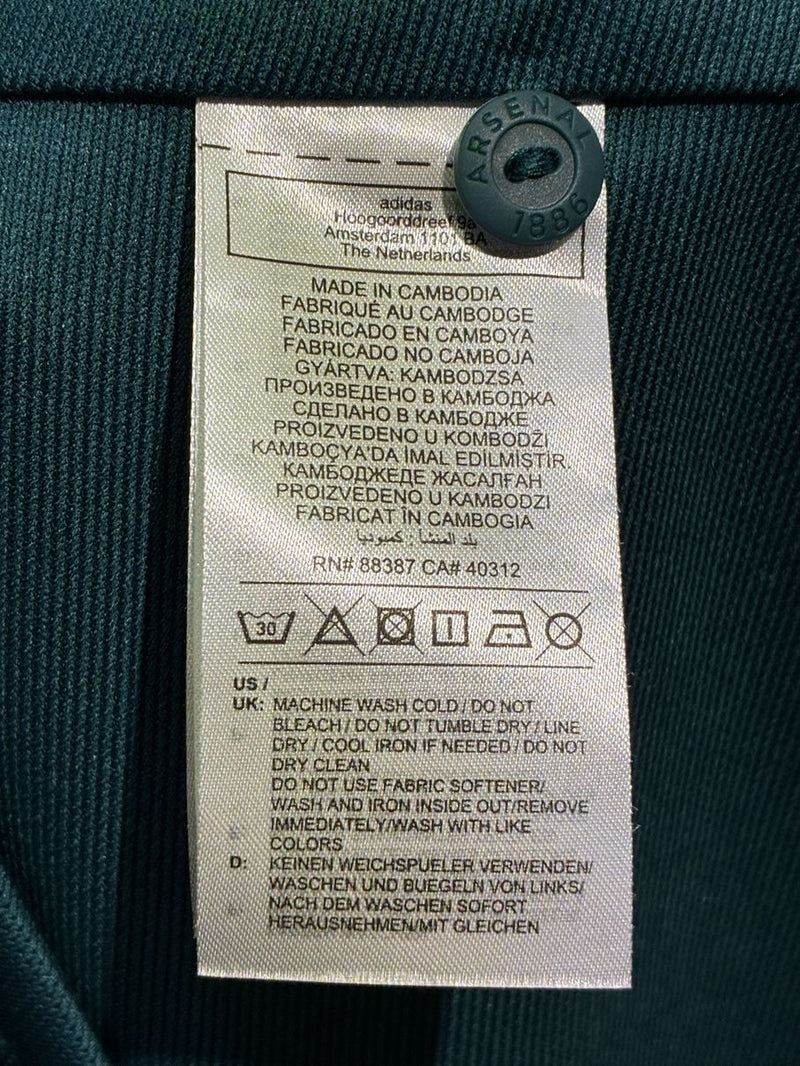 ARSENAL
1886
adidas
Hoogoorddreef 9a
Amsterdam 1101 BA
The Netherlands
MADE IN CAMBODIA
FABRIQUÉ AU CAMBODGE
FABRICADO EN CAMBOYA
FABRICADO NO CAMBOJA
GYÁRTVA: KAMBODZSA
ПРОИЗВЕДЕНО В КАМБОДЖА
СДЕЛАНО В КАМБОДЖЕ
PROIZVEDENO U KOMBODŽI
KAMBOÇYA'DA İMAL EDİLMİŞTİR.
КАМБОДЖЕДЕ ЖАСАЛҒАН
PROIZVEDENO U KAMBODZI
FABRICAT ÎN CAMBOGIA
بلد المنشأ : كمبوديا
RN# 88387 CA# 40312
30
US /
UK: MACHINE WASH COLD / DO NOT
BLEACH / DO NOT TUMBLE DRY / LINE
DRY / COOL IRON IF NEEDED / DO NOT
DRY CLEAN
DO NOT USE FABRIC SOFTENER/
WASH AND IRON INSIDE OUT/REMOVE
IMMEDIATELY/WASH WITH LIKE
COLORS
D: KEINEN WEICHSPUELER VERWENDEN/
WASCHEN UND BUEGELN VON LINKS/
NACH DEM WASCHEN SOFORT
HERAUSNEHMEN/MIT GLEICHEN